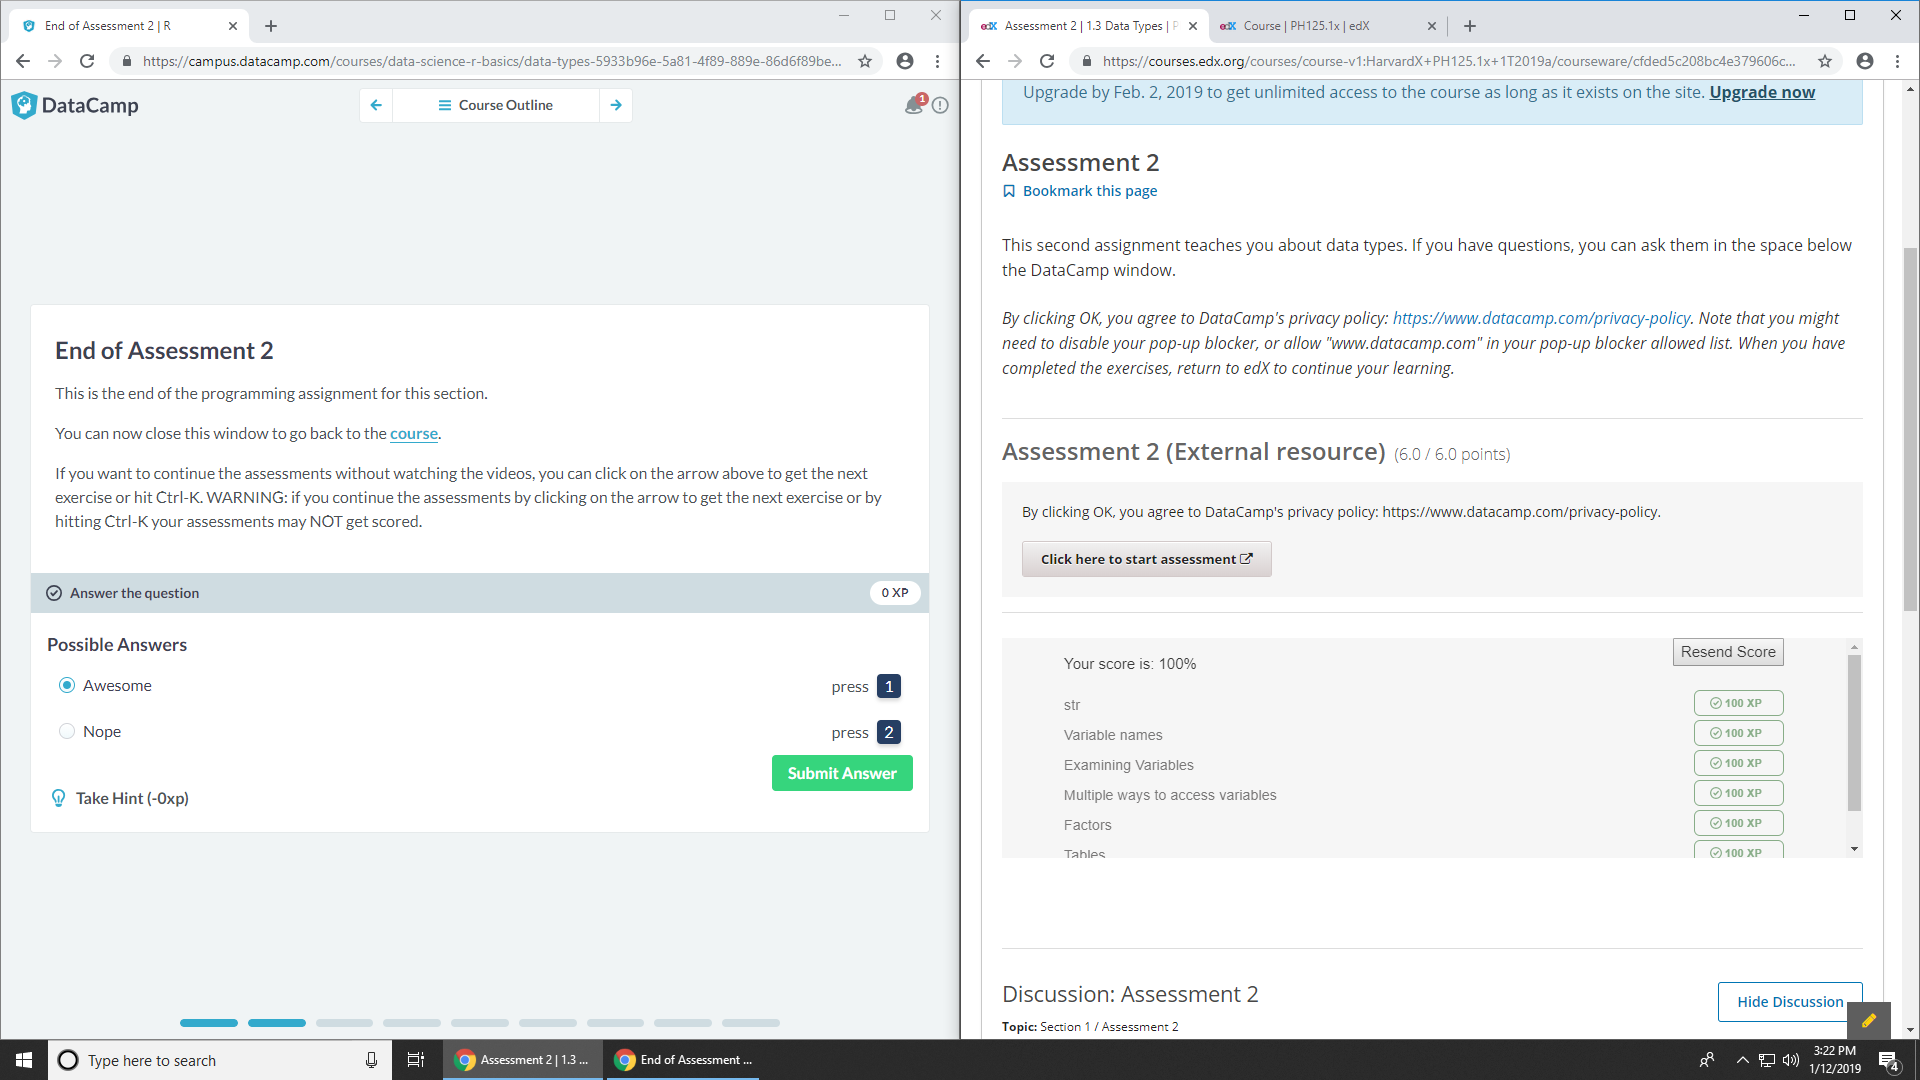 End of Assessment 2 | R
https://campus.datacamp.com/courses/data-science-r-basics/data-types-5933b96e-5a81-4f89-889e-86d6f89be...
DataCamp
Course Outline
1
End of Assessment 2
This is the end of the programming assignment for this section.
You can now close this window to go back to the course.
If you want to continue the assessments without watching the videos, you can click on the arrow above to get the next
exercise or hit Ctrl-K. WARNING: if you continue the assessments by clicking on the arrow to get the next exercise or by
hitting Ctrl-K your assessments may NOT get scored.
Answer the question
0 XP
Possible Answers
Awesome
press 1
Nope
press 2
Submit Answer
Take Hint (-0xp)
Assessment 2 | 1.3 Data Types | P
Course | PH125.1x | edX
https://courses.edx.org/courses/course-v1:HarvardX+PH125.1x+1T2019a/courseware/cfded5c208bc4e379606c...
Upgrade by Feb. 2, 2019 to get unlimited access to the course as long as it exists on the site. Upgrade now
Assessment 2
Bookmark this page
This second assignment teaches you about data types. If you have questions, you can ask them in the space below
the DataCamp window.
By clicking OK, you agree to DataCamp's privacy policy: https://www.datacamp.com/privacy-policy. Note that you might
need to disable your pop-up blocker, or allow "www.datacamp.com" in your pop-up blocker allowed list. When you have
completed the exercises, return to edX to continue your learning.
Assessment 2 (External resource) (6.0 / 6.0 points)
By clicking OK, you agree to DataCamp's privacy policy: https://www.datacamp.com/privacy-policy.
Click here to start assessment
Your score is: 100%
Resend Score
str
100 XP
Variable names
100 XP
Examining Variables
100 XP
Multiple ways to access variables
100 XP
Factors
100 XP
Tables
100 XP
Discussion: Assessment 2
Hide Discussion
Topic: Section 1 / Assessment 2
Type here to search
Assessment 2 | 1.3 ...
End of Assessment ...
3:22 PM
1/12/2019
4